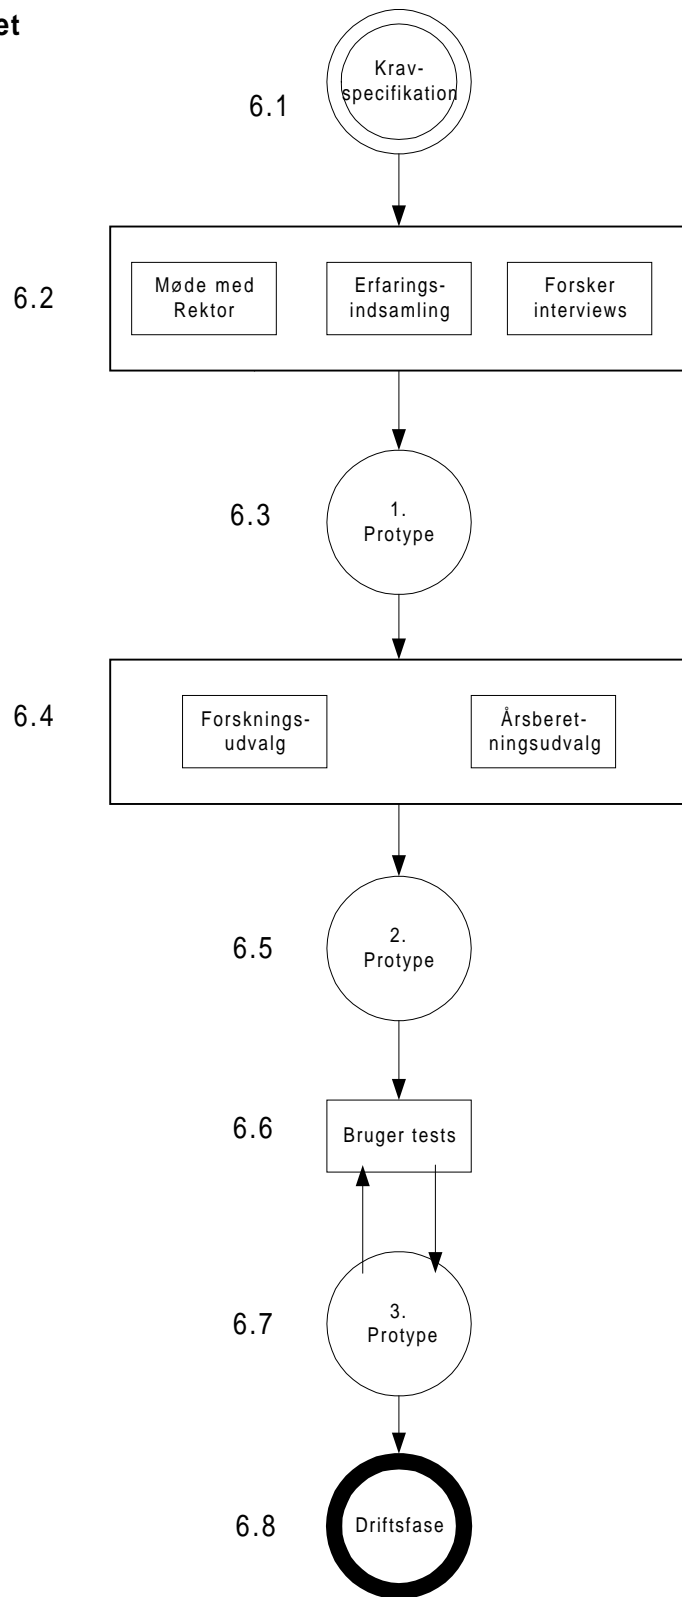 et
6.1
Krav-
specifikation
6.2
Møde med
Rektor
Erfarings-
indsamling
Forsker
interviews
6.3
1.
Protype
6.4
Forsknings-
udvalg
Årsberet-
ningsudvalg
6.5
2.
Protype
6.6
Bruger tests
6.7
3.
Protype
6.8
Driftsfase